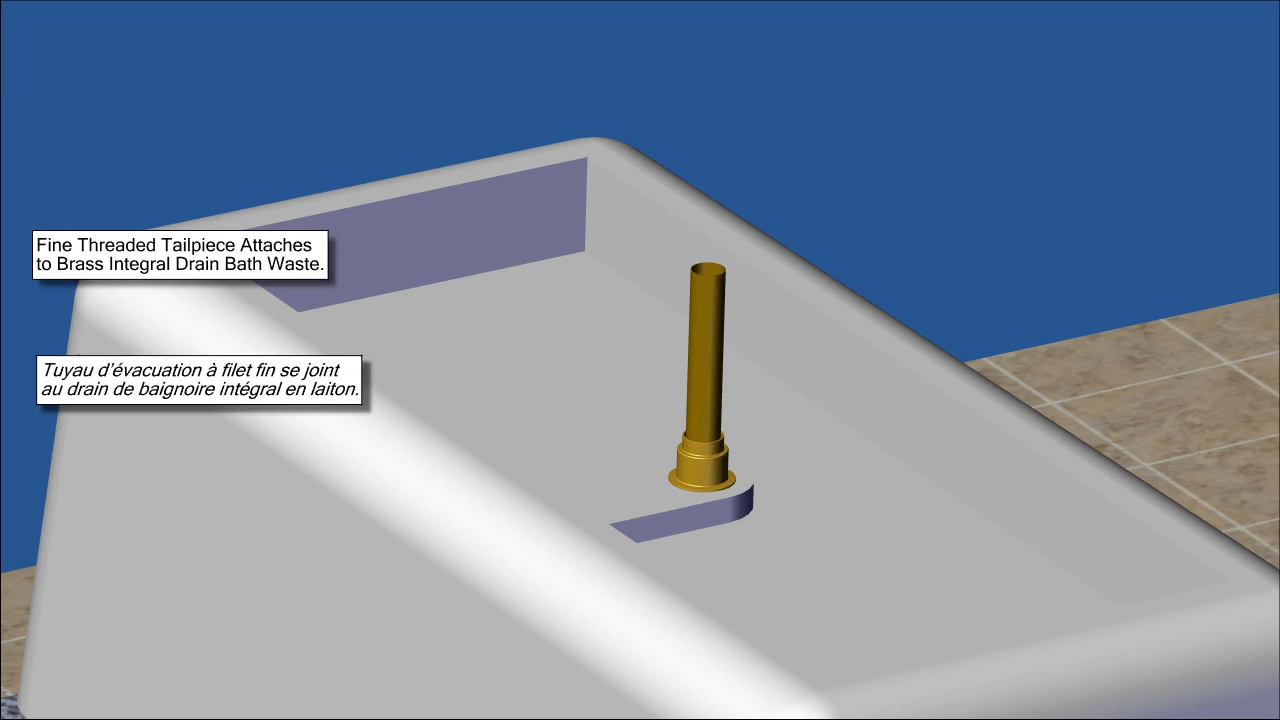 Fine Threaded Tailpiece Attaches
to Brass Integral Drain Bath Waste.
Tuyau d'évacuation à filet fin se joint
au drain de baignoire intégral en laiton.